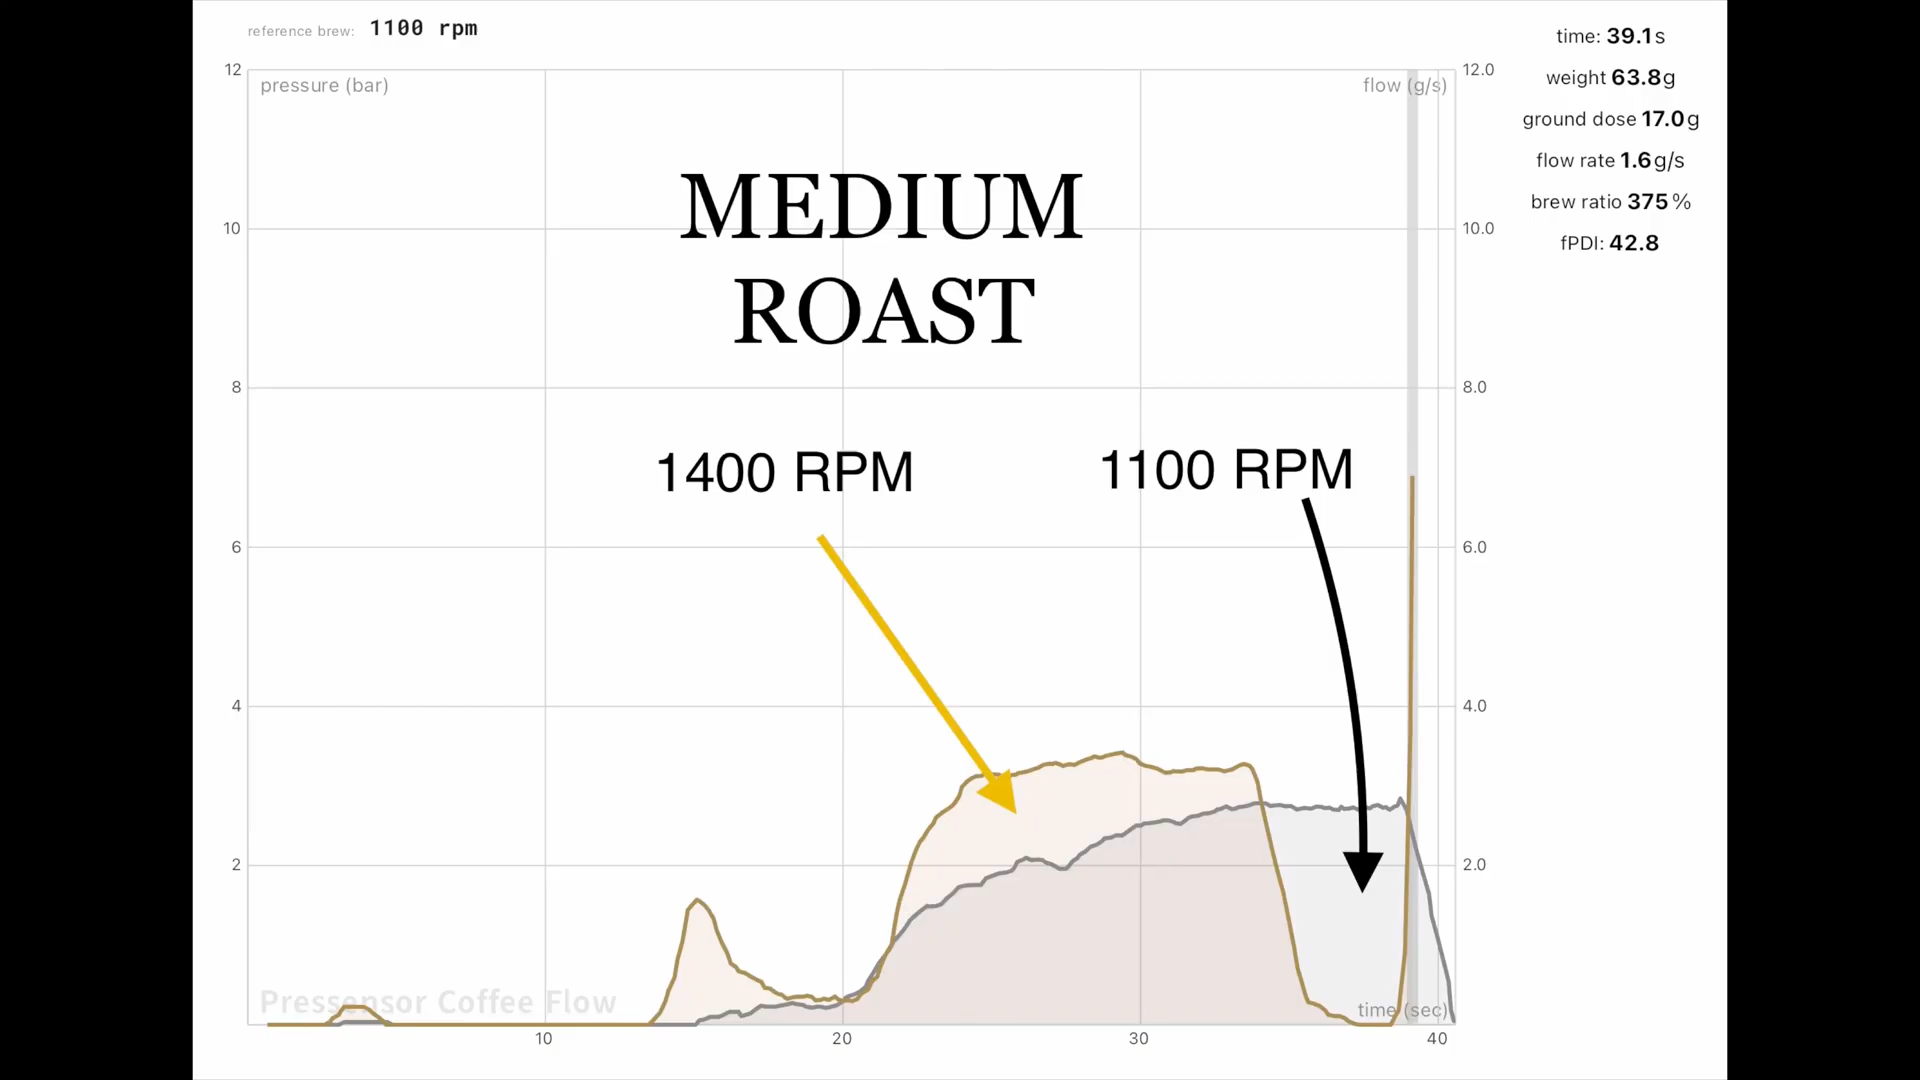 reference brew: 1100 rpm
time: 39.1s
weight 63.8g
ground dose 17.0g
flow rate 1.6g/s
brew ratio 375%
fPDI: 42.8
12
pressure (bar)
flow (g/s)
12.0
MEDIUM
ROAST
10
10.0
8
8.0
1400 RPM
1100 RPM
6
6.0
4
4.0
2
2.0
Pressensor Coffee Flow
time (sec)
10
20
30
40